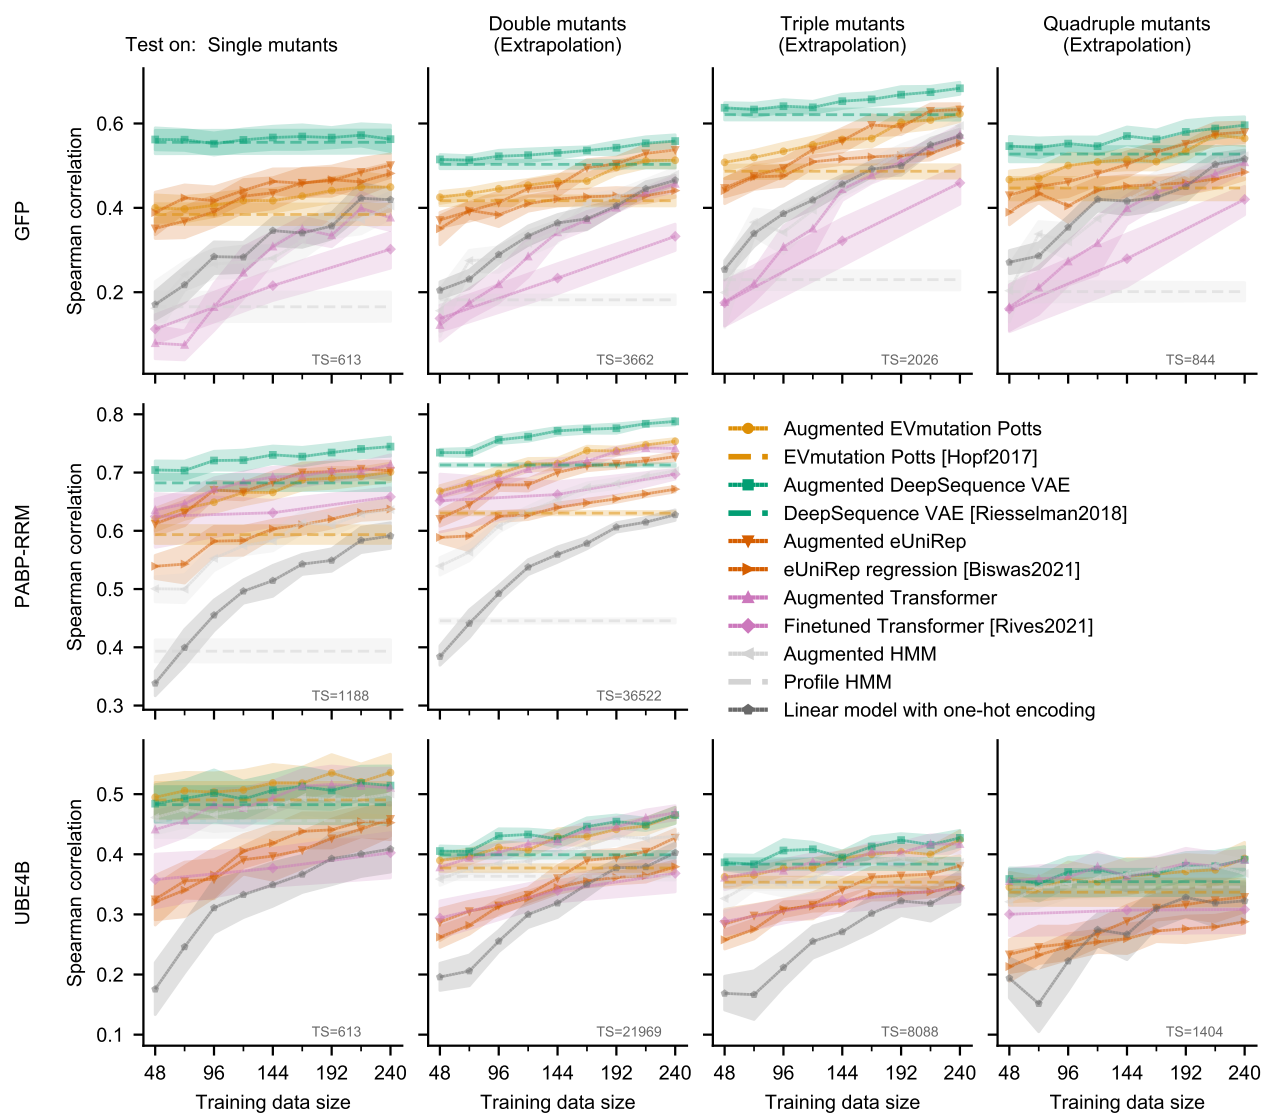 Test on: Single mutants
Double mutants
(Extrapolation)
Triple mutants
(Extrapolation)
Quadruple mutants
(Extrapolation)
GFP
Spearman correlation
0.6
0.4
0.2
TS=613
TS=3662
TS=2026
TS=844
PABP-RRM
Spearman correlation
0.8
0.7
0.6
0.5
0.4
0.3
TS=1188
TS=36522
Augmented EVmutation Potts
EVmutation Potts [Hopf2017]
Augmented DeepSequence VAE
DeepSequence VAE [Riesselman2018]
Augmented eUniRep
eUniRep regression [Biswas2021]
Augmented Transformer
Finetuned Transformer [Rives2021]
Augmented HMM
Profile HMM
Linear model with one-hot encoding
UBE4B
Spearman correlation
0.5
0.4
0.3
0.2
0.1
TS=613
TS=21969
TS=8088
TS=1404
48 96 144 192 240
48 96 144 192 240
48 96 144 192 240
48 96 144 192 240
Training data size
Training data size
Training data size
Training data size